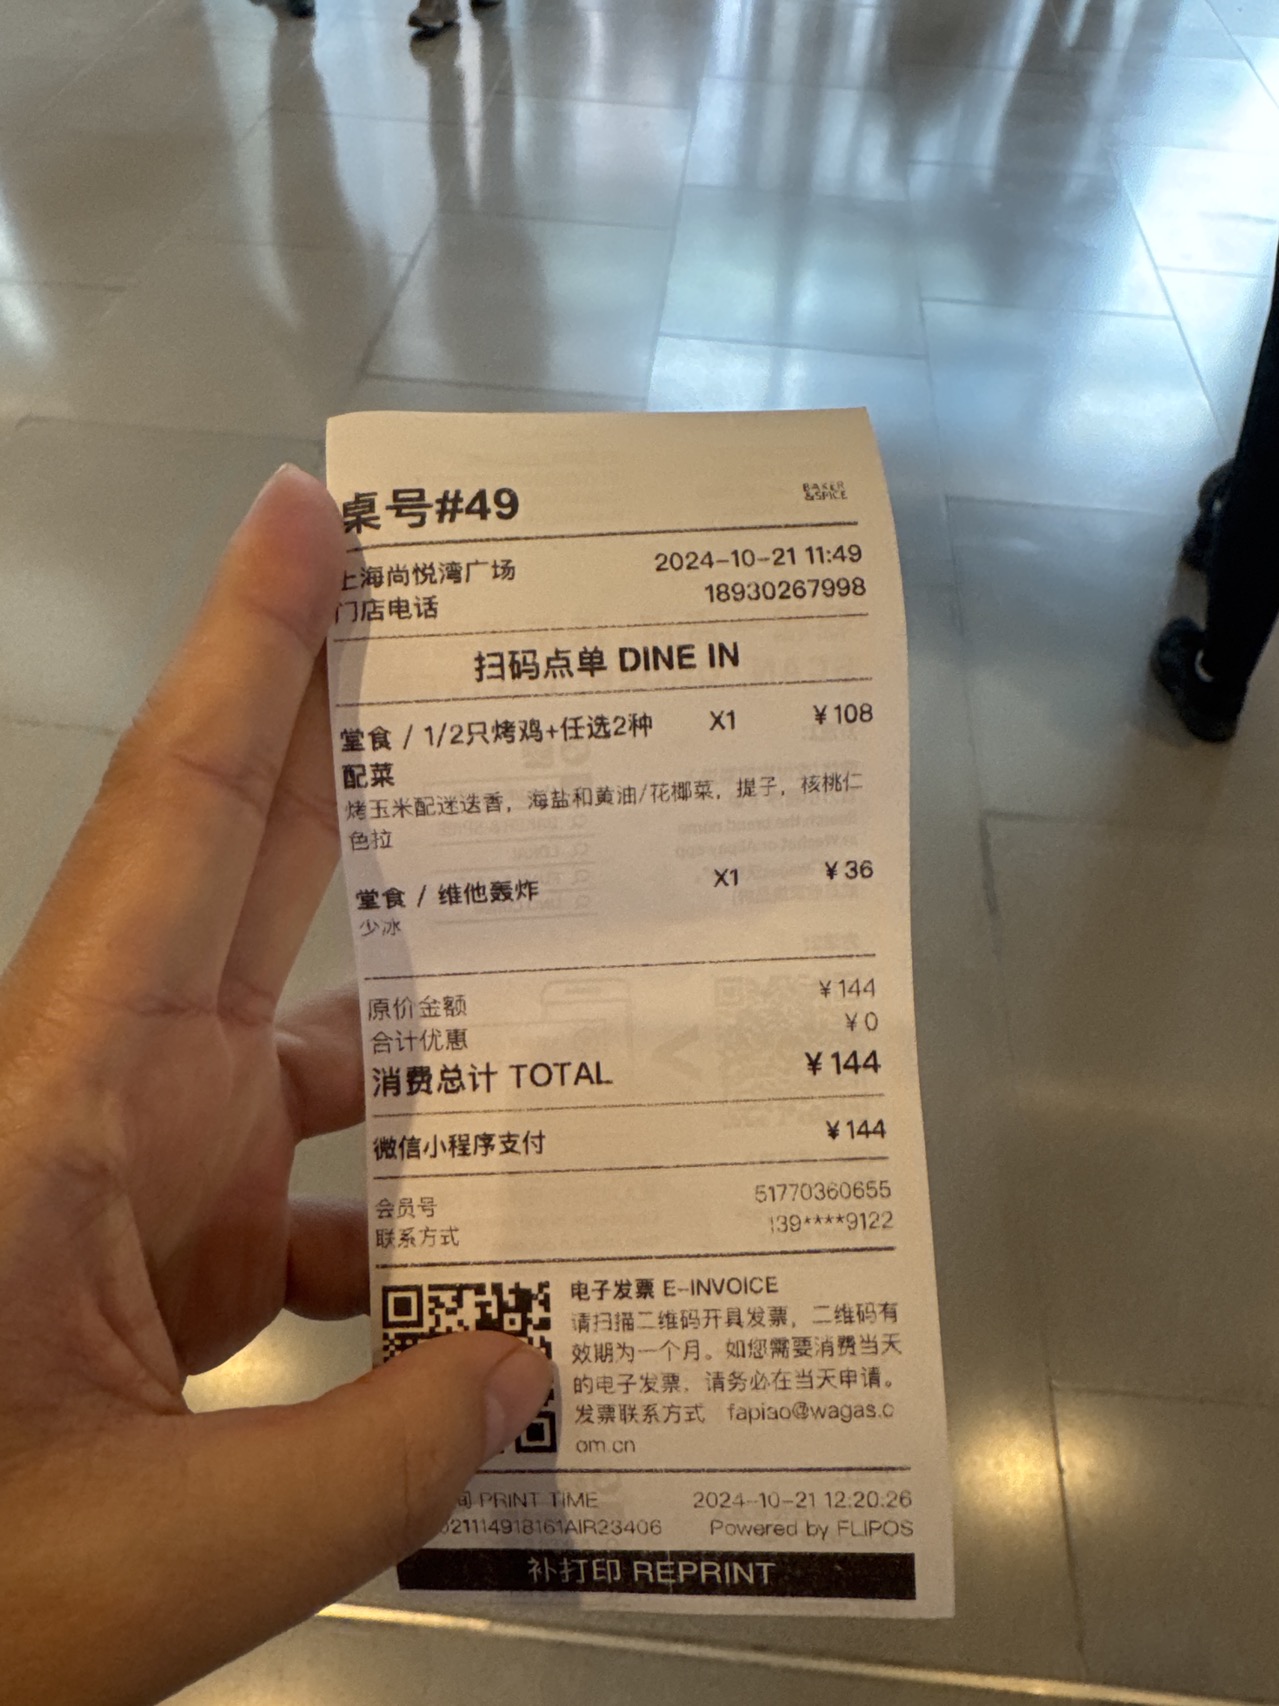 桌号#49
BAKER
&SPICE
上海尚悦湾广场 2024-10-21 11:49
门店电话 18930267998
扫码点单 DINE IN
堂食 / 1/2只烤鸡+任选2种 X1 ¥108
配菜
烤玉米配迷迭香，海盐和黄油/花椰菜，提子，核桃仁
色拉
堂食 / 维他轰炸 X1 ¥36
少冰
原价金额 ¥144
合计优惠 ¥0
消费总计 TOTAL ¥144
微信小程序支付 ¥144
会员号 51770360655
联系方式 139****9122
电子发票 E-INVOICE
请扫描二维码开具发票，二维码有
效期为一个月。如您需要消费当天
的电子发票，请务必在当天申请。
发票联系方式 fapiao@wagas.c
om.cn
间 PRINT TIME 2024-10-21 12:20:26
21114918161AIR23406 Powered by FLIPOS
补打印 REPRINT